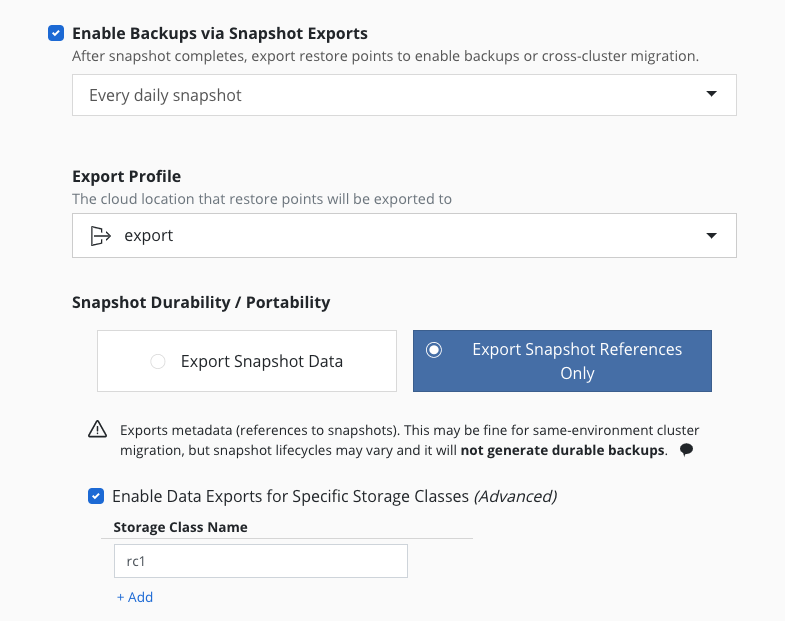 Enable Backups via Snapshot Exports
After snapshot completes, export restore points to enable backups or cross-cluster migration.
Every daily snapshot
Export Profile
The cloud location that restore points will be exported to
export
Snapshot Durability / Portability
Export Snapshot Data
Export Snapshot References
Only
Exports metadata (references to snapshots). This may be fine for same-environment cluster
migration, but snapshot lifecycles may vary and it will not generate durable backups.
Enable Data Exports for Specific Storage Classes (Advanced)
Storage Class Name
rc1
+ Add